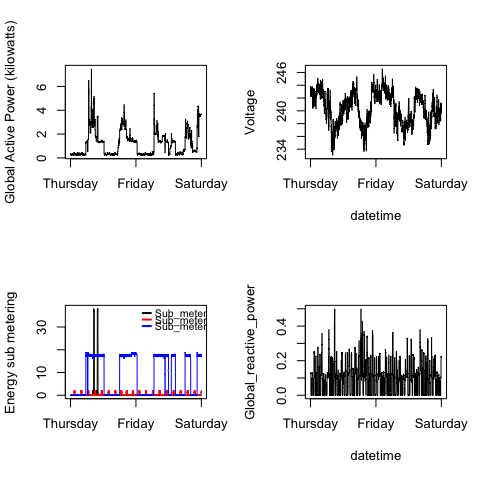 Global Active Power (kilowatts)
6
4
2
0
Thursday Friday Saturday
Voltage
246
240
234
Thursday Friday Saturday
datetime
Energy sub metering
30
10
0
Sub_meter
Sub_meter
Sub_meter
Thursday Friday Saturday
Global_reactive_power
0.4
0.2
0.0
Thursday Friday Saturday
datetime